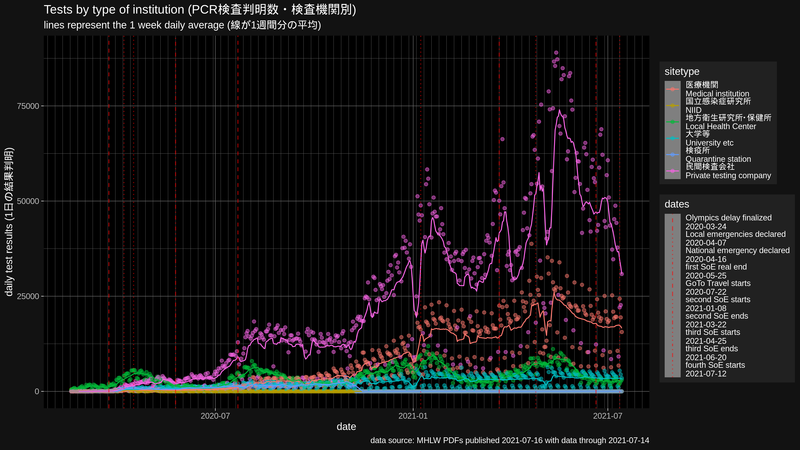 Tests by type of institution (PCR検査判明数・検査機関別)
lines represent the 1 week daily average (線が1週間分の平均)
daily test results (1日の結果判明)
75000
50000
25000
0
2020-07
2021-01
2021-07
date
data source: MHLW PDFs published 2021-07-16 with data through 2021-07-14
sitetype
医療機関
Medical institution
国立感染症研究所
NIID
地方衛生研究所･保健所
Local Health Center
大学等
University etc
検疫所
Quarantine station
民間検査会社
Private testing company
dates
Olympics delay finalized
2020-03-24
Local emergencies declared
2020-04-07
National emergency declared
2020-04-16
first SoE real end
2020-05-25
GoTo Travel starts
2020-07-22
second SoE starts
2021-01-08
second SoE ends
2021-03-22
third SoE starts
2021-04-25
third SoE ends
2021-06-20
fourth SoE starts
2021-07-12